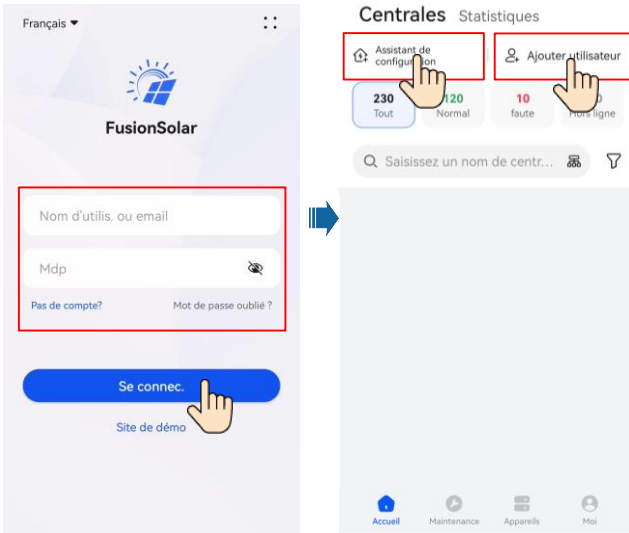 Français
FusionSolar
Nom d'utilis. ou email
Mdp
Pas de compte? Mot de passe oublié ?
Se connec.
Site de démo
Centrales Statistiques
Assistant de
configuration
Ajouter utilisateur
230 120 10 0
Tout Normal faute Hors ligne
Saisissez un nom de centr...
Accueil Maintenance Appareils Moi